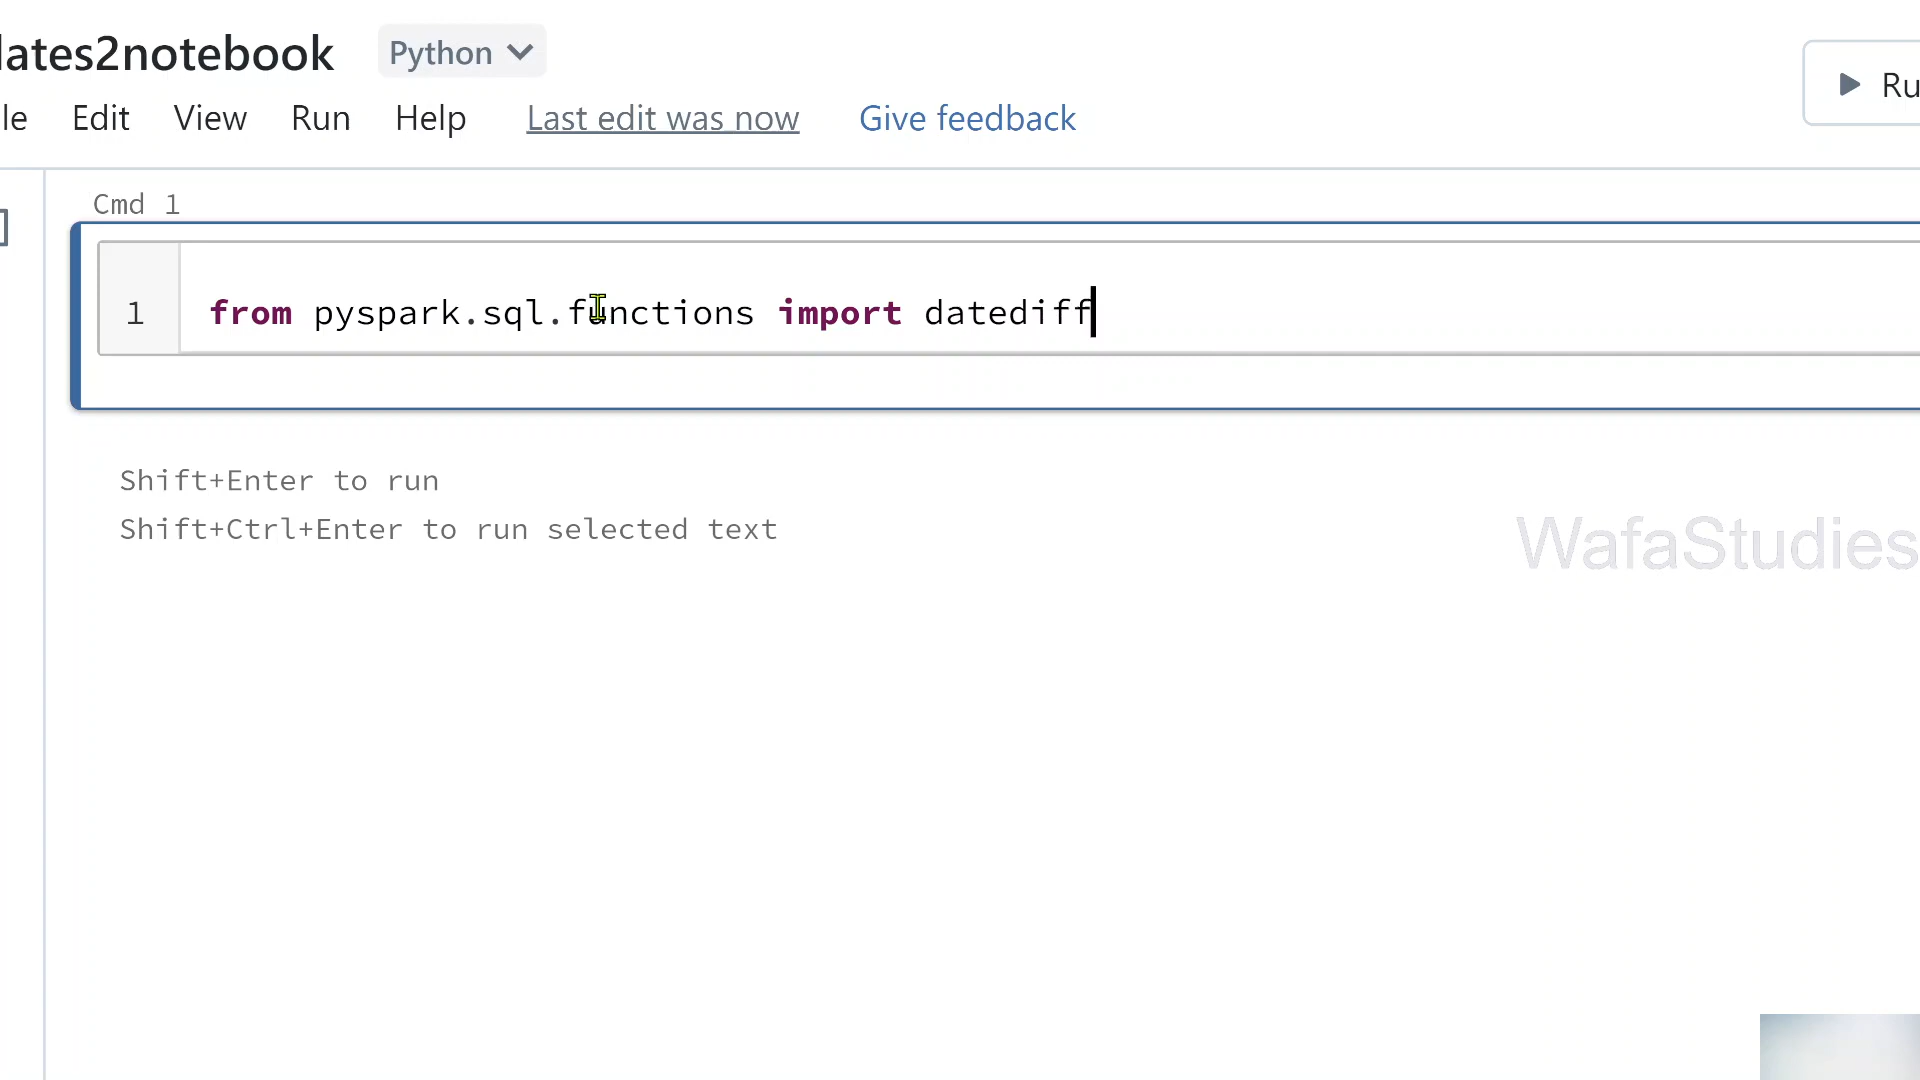 lates2notebook Python
le Edit View Run Help Last edit was now Give feedback
Ru
Cmd 1
1 from pyspark.sql.functions import datediff
Shift+Enter to run
Shift+Ctrl+Enter to run selected text
WafaStudies